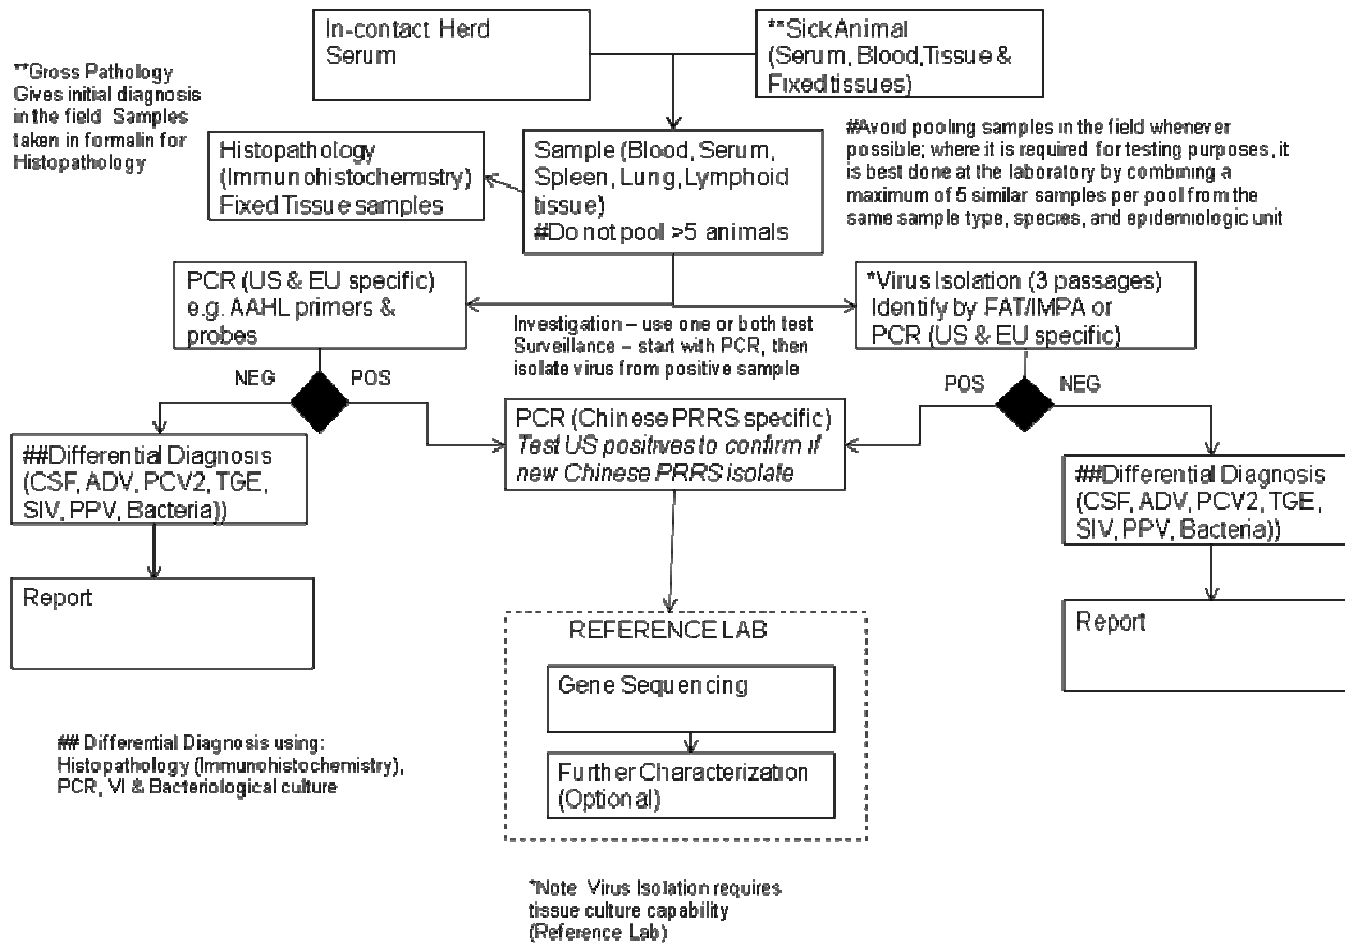 In-contact Herd
Serum
**Sick Animal
(Serum, Blood, Tissue &
Fixed tissues)
**Gross Pathology
Gives initial diagnosis
in the field  Samples
taken in formalin for
Histopathology
Histopathology
(Immunohistochemistry)
Fixed Tissue samples
Sample (Blood, Serum,
Spleen, Lung, Lymphoid
tissue)
#Do not pool >5 animals
#Avoid pooling samples in the field whenever
possible; where it is required for testing purposes, it
is best done at the laboratory by combining a
maximum of 5 similar samples per pool from the
same sample type, species, and epidemiologic unit
PCR (US & EU specific)
e.g. AAHL primers &
probes
*Virus Isolation (3 passages)
Identify by FAT/IMPA or
PCR (US & EU specific)
Investigation – use one or both test
Surveillance – start with PCR, then
isolate virus from positive sample
NEG
POS
POS
NEG
PCR (Chinese PRRS specific)
Test US positives to confirm if
new Chinese PRRS isolate
##Differential Diagnosis
(CSF, ADV, PCV2, TGE,
SIV, PPV, Bacteria))
##Differential Diagnosis
(CSF, ADV, PCV2, TGE,
SIV, PPV, Bacteria))
Report
Report
REFERENCE LAB
Gene Sequencing
Further Characterization
(Optional)
## Differential Diagnosis using:
Histopathology (Immunohistochemistry),
PCR, VI & Bacteriological culture
*Note  Virus Isolation requires
tissue culture capability
(Reference Lab)